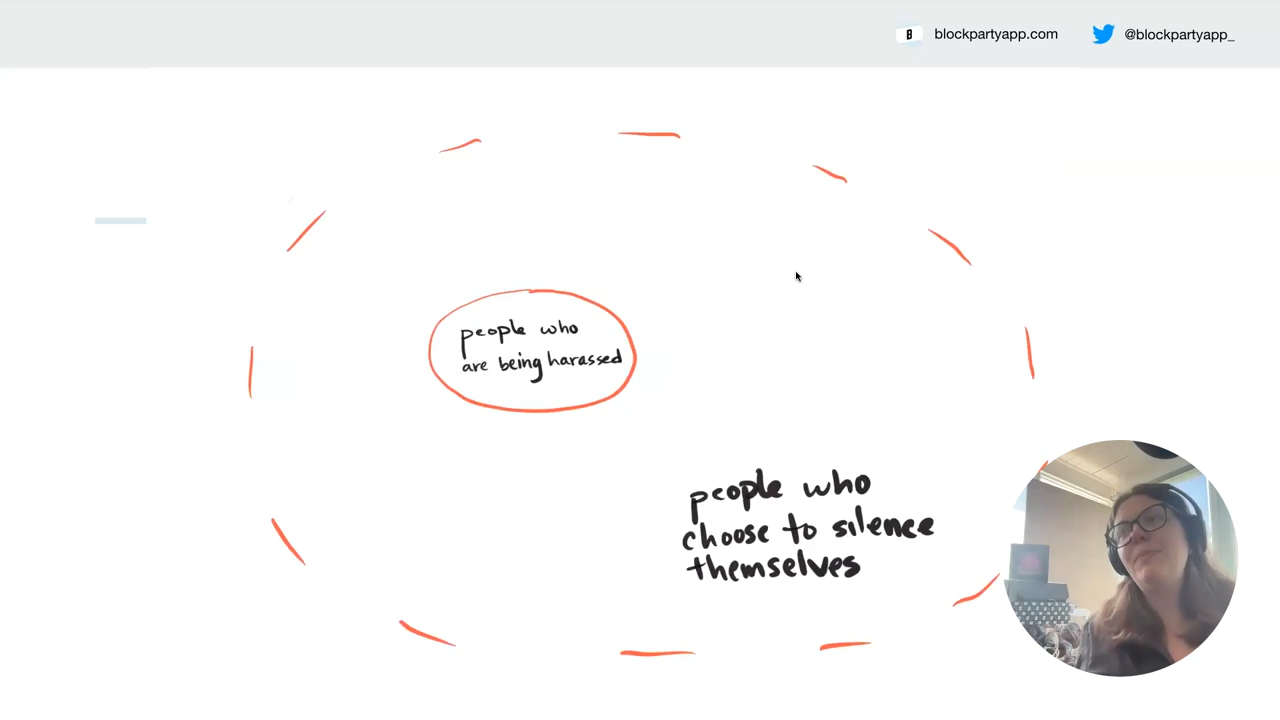 B
blockpartyapp.com
@blockpartyapp_
people who
are being harassed
people who
choose to silence
themselves